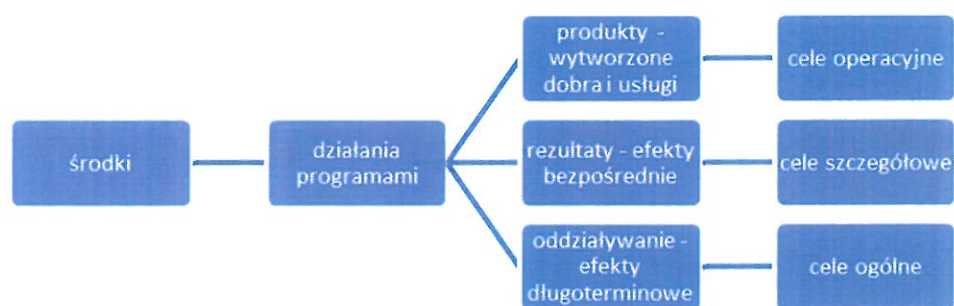 środki
działania
programami
produkty -
wytworzone
dobra i usługi
cele operacyjne
rezultaty - efekty
bezpośrednie
cele szczegółowe
oddziaływanie -
efekty
długoterminowe
cele ogólne